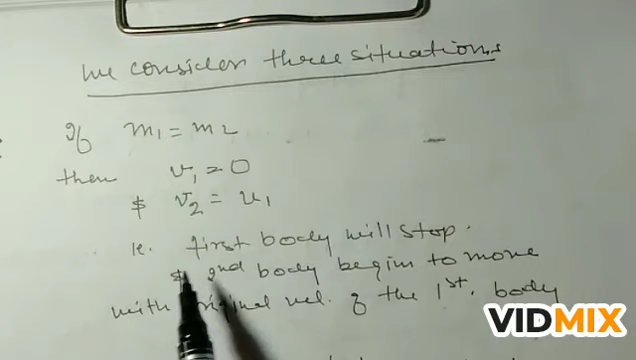 We consider three situations
If m₁ = m₂
then v₁ = 0
& v₂ = u₁
ie. first body will stop.
& 2nd body begin to move
with original vel. of the 1st. body
VIDMIX